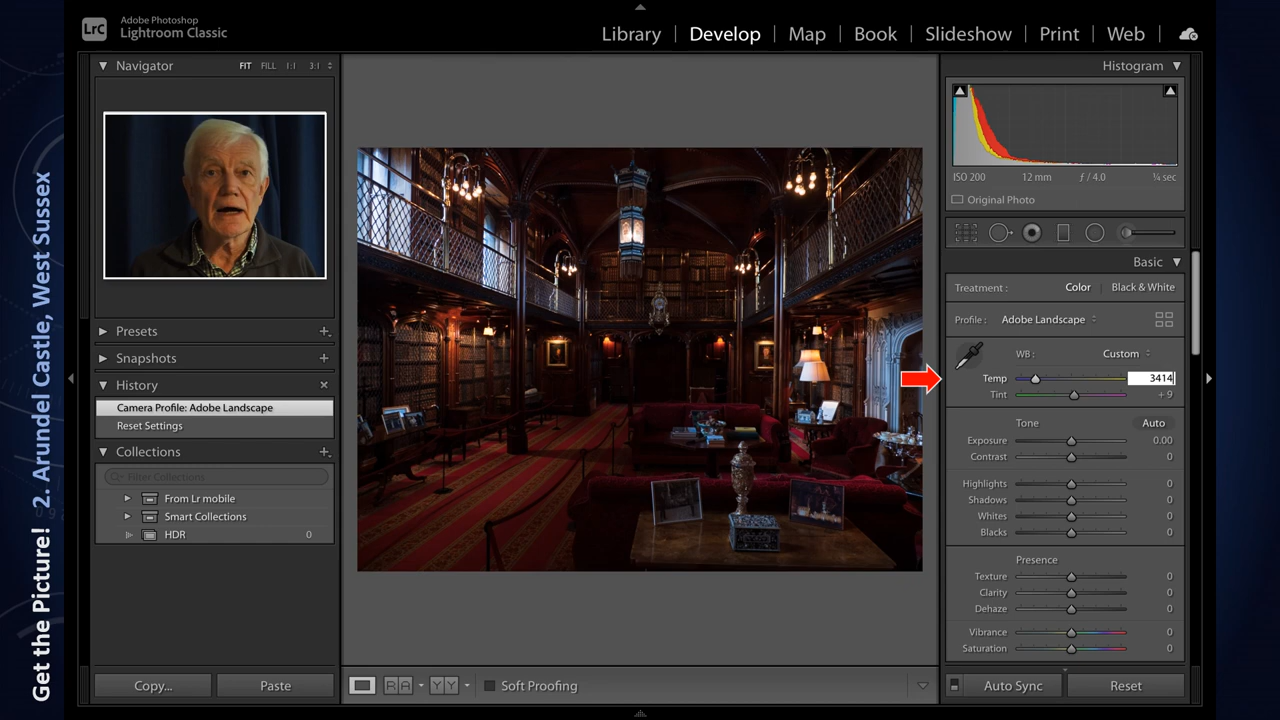 Get the Picture! 2. Arundel Castle, West Sussex
LrC
Adobe Photoshop
Lightroom Classic
Library | Develop | Map | Book | Slideshow | Print | Web
Navigator FIT FILL 1:1 3:1
Presets
Snapshots
History
Camera Profile: Adobe Landscape
Reset Settings
Collections
Filter Collections
From Lr mobile
Smart Collections
HDR 0
Copy... Paste
R A Y Y Soft Proofing
Histogram
ISO 200 12 mm ƒ / 4.0 ¼ sec
Original Photo
Basic
Treatment : Color Black & White
Profile : Adobe Landscape
WB : Custom
Temp 3414
Tint + 9
Tone Auto
Exposure 0.00
Contrast 0
Highlights 0
Shadows 0
Whites 0
Blacks 0
Presence
Texture 0
Clarity 0
Dehaze 0
Vibrance 0
Saturation 0
Auto Sync Reset